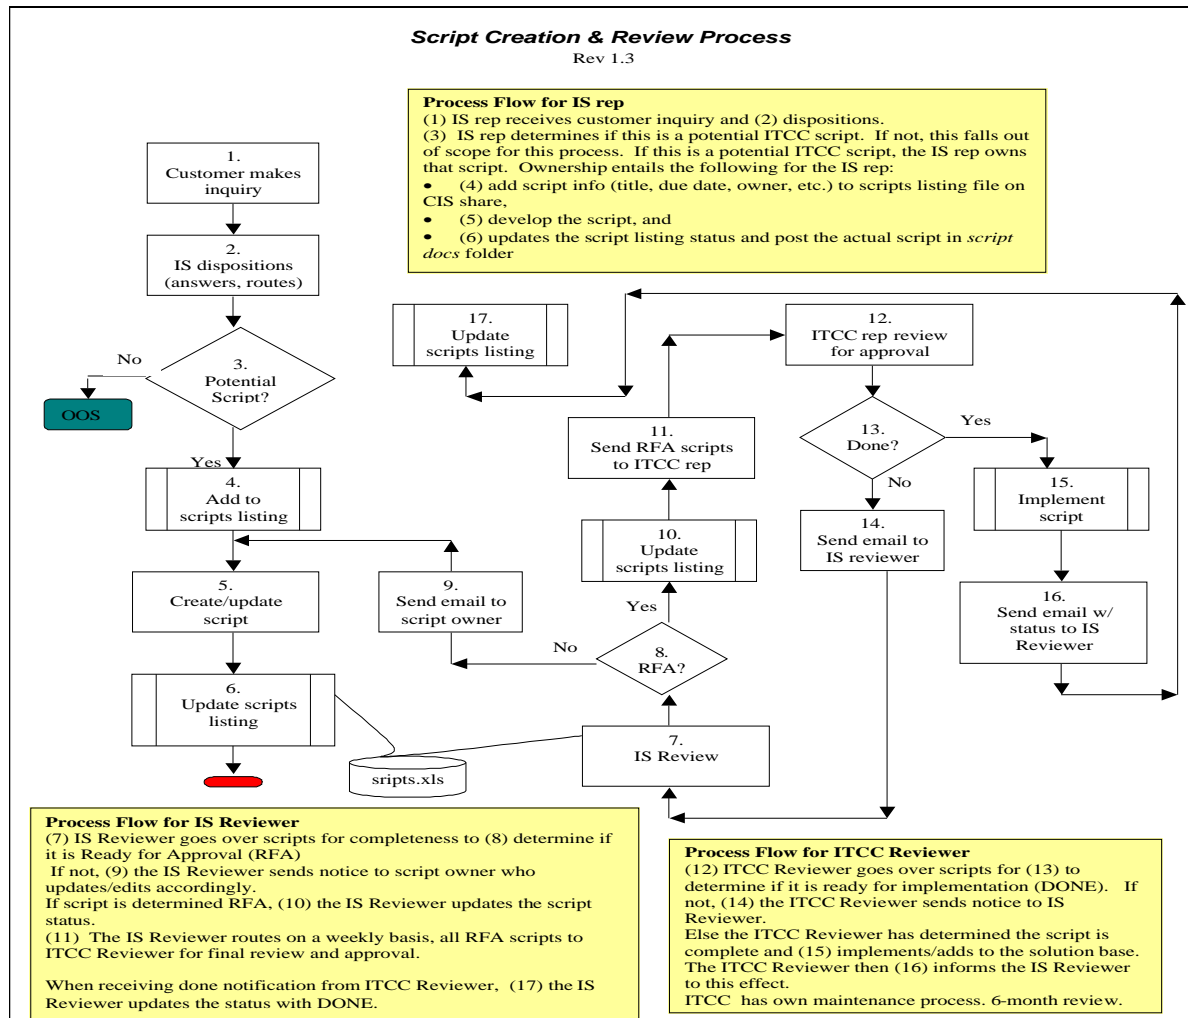 Script Creation & Review Process
Rev 1.3
Process Flow for IS rep
(1) IS rep receives customer inquiry and (2) dispositions.
(3)  IS rep determines if this is a potential ITCC script.  If not, this falls out
of scope for this process.  If this is a potential ITCC script, the IS rep owns
that script.  Ownership entails the following for the IS rep:
•     (4) add script info (title, due date, owner, etc.) to scripts listing file on
CIS share,
•     (5) develop the script, and
•     (6) updates the script listing status and post the actual script in script
docs folder
1.
Customer makes
inquiry
2.
IS dispositions
(answers, routes)
3.
Potential
Script?
No
OOS
Yes
4.
Add to
scripts listing
5.
Create/update
script
6.
Update scripts
listing
sripts.xls
7.
IS Review
8.
RFA?
No
9.
Send email to
script owner
Yes
10.
Update
scripts listing
11.
Send RFA scripts
to ITCC rep
12.
ITCC rep review
for approval
13.
Done?
No
14.
Send email to
IS reviewer
Yes
15.
Implement
script
16.
Send email w/
status to IS
Reviewer
17.
Update
scripts listing
Process Flow for IS Reviewer
(7) IS Reviewer goes over scripts for completeness to (8) determine if
it is Ready for Approval (RFA)
If not, (9) the IS Reviewer sends notice to script owner who
updates/edits accordingly.
If script is determined RFA, (10) the IS Reviewer updates the script
status.
(11)  The IS Reviewer routes on a weekly basis, all RFA scripts to
ITCC Reviewer for final review and approval.
When receiving done notification from ITCC Reviewer,  (17) the IS
Reviewer updates the status with DONE.
Process Flow for ITCC Reviewer
(12) ITCC Reviewer goes over scripts for (13) to
determine if it is ready for implementation (DONE).   If
not, (14) the ITCC Reviewer sends notice to IS
Reviewer.
Else the ITCC Reviewer has determined the script is
complete and (15) implements/adds to the solution base.
The ITCC Reviewer then (16) informs the IS Reviewer
to this effect.
ITCC  has own maintenance process. 6-month review.